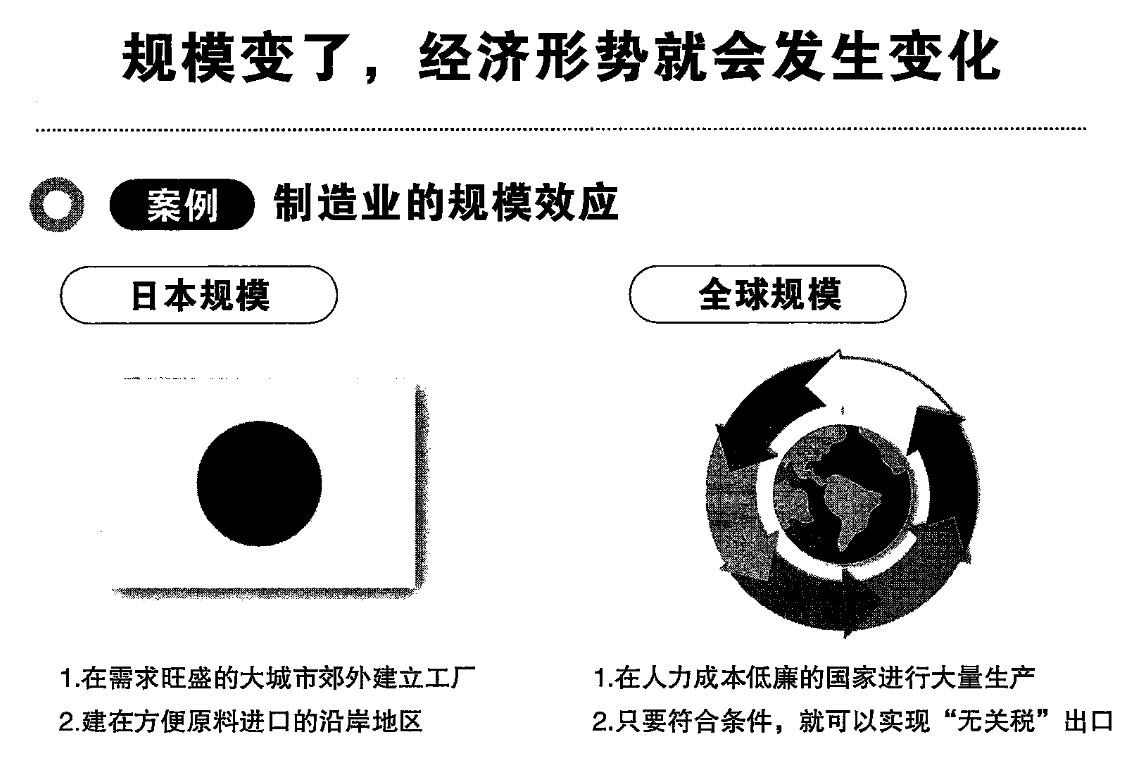 规模变了，经济形势就会发生变化
案例 制造业的规模效应
日本规模
全球规模
1.在需求旺盛的大城市郊外建立工厂
2.建在方便原料进口的沿岸地区
1.在人力成本低廉的国家进行大量生产
2.只要符合条件，就可以实现“无关税”出口